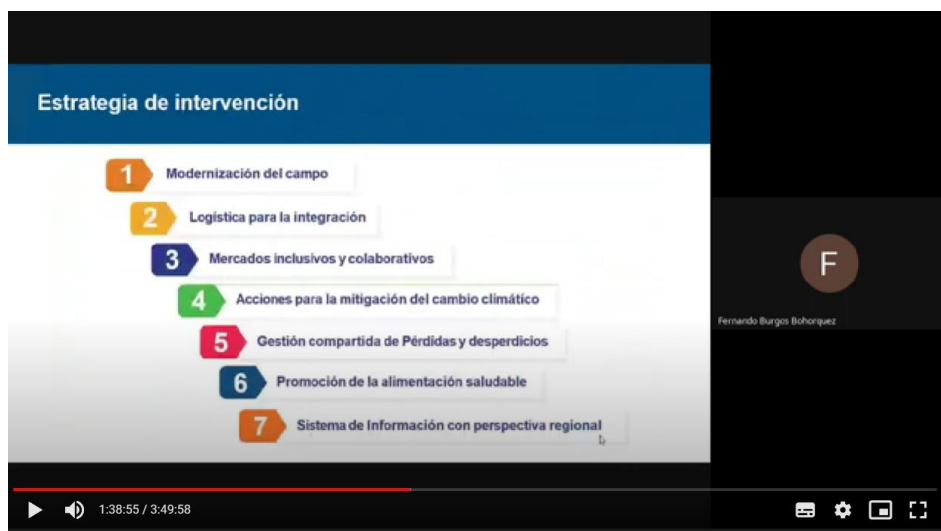 Estrategia de intervención
1 Modernización del campo
2 Logística para la integración
3 Mercados inclusivos y colaborativos
4 Acciones para la mitigación del cambio climático
5 Gestión compartida de Pérdidas y desperdicios
6 Promoción de la alimentación saludable
7 Sistema de Información con perspectiva regional
F
Fernando Burgos Bohorquez
1:38:55 / 3:49:58